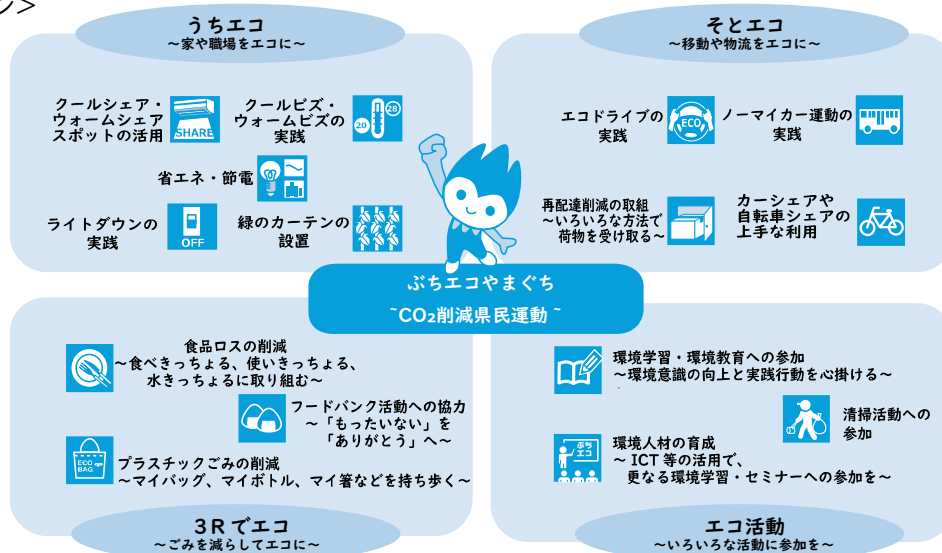 ン＞
うちエコ
～家や職場をエコに～
クールシェア・
ウォームシェア
スポットの活用
SHARE
クールビズ・
ウォームビズの
実践
28
20
省エネ・節電
ライトダウンの
実践
OFF
緑のカーテンの
設置
そとエコ
～移動や物流をエコに～
エコドライブの
実践
ECO
ノーマイカー運動の
実践
再配達削減の取組
～いろいろな方法で
荷物を受け取る～
カーシェアや
自転車シェアの
上手な利用
ぶちエコやまぐち
~CO₂削減県民運動~
食品ロスの削減
～食べきっちょる、使いきっちょる、
水きっちょるに取り組む～
フードバンク活動への協力
～「もったいない」を
「ありがとう」へ～
ECO
BAG
プラスチックごみの削減
～マイバッグ、マイボトル、マイ箸などを持ち歩く～
3Rでエコ
～ごみを減らしてエコに～
環境学習・環境教育への参加
～環境意識の向上と実践行動を心掛ける～
清掃活動への
参加
ぶち
エコ
環境人材の育成
～ICT等の活用で、
更なる環境学習・セミナーへの参加を～
エコ活動
～いろいろな活動に参加を～